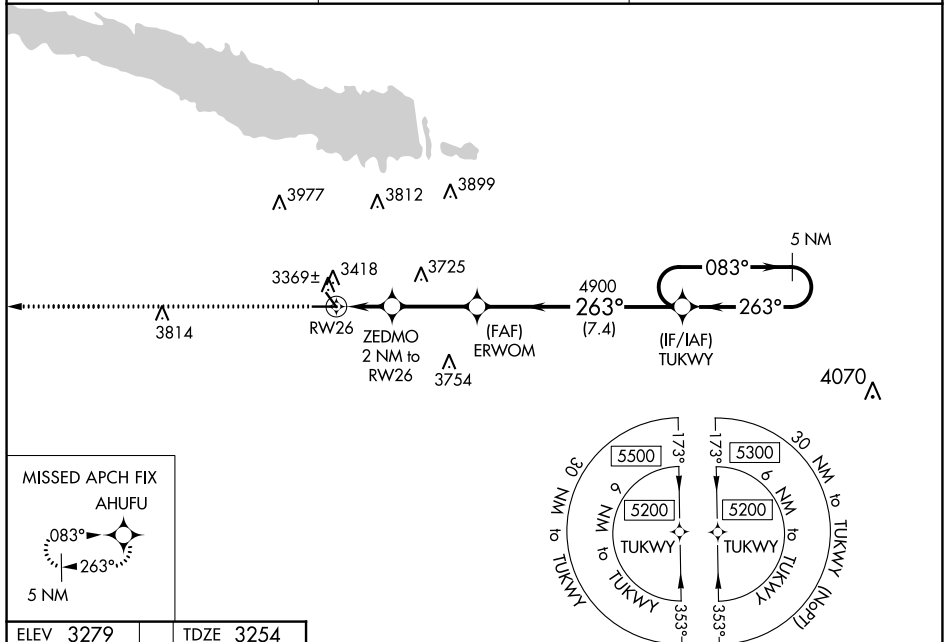 3977
3812
3899
5 NM
3369±
3418
3725
4900
083°
263°
(7.4)
263°
3814
RW26
ZEDMO
2 NM to
RW26
(FAF)
ERWOM
(IF/IAF)
TUKWY
3754
4070
MISSED APCH FIX
AHUFU
083°
263°
5 NM
30 NM to TUKWY
5500
173°
6 NM to TUKWY
5200
TUKWY
353°
173°
5300
30 NM to TUKWY (NoPT)
6 NM to TUKWY
5200
TUKWY
353°
ELEV 3279
TDZE 3254